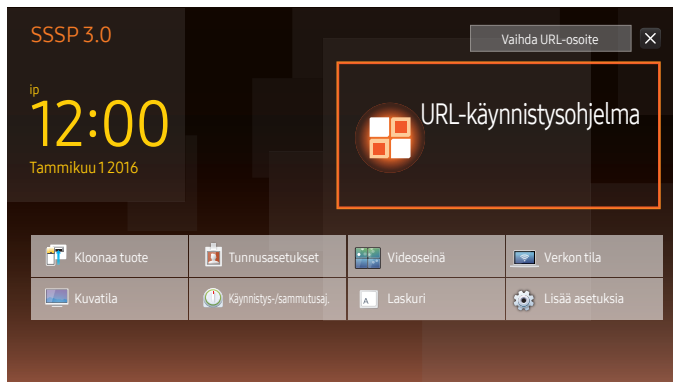 SSSP 3.0
Vaihda URL-osoite
ip
12:00
Tammikuu 1 2016
URL-käynnistysohjelma
Kloonaa tuote
Tunnusasetukset
Videoseinä
Verkon tila
Kuvatila
Käynnistys-/sammutusaj.
A
Laskuri
Lisää asetuksia